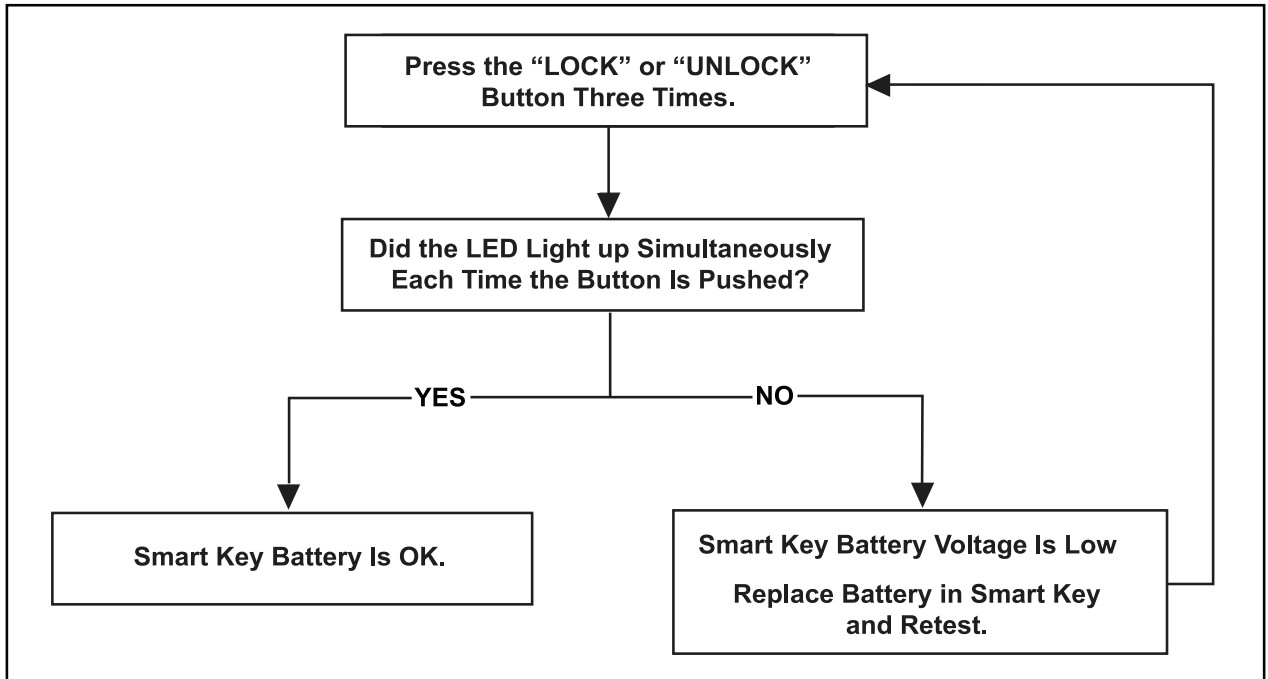 Press the “LOCK” or “UNLOCK”
Button Three Times.
Did the LED Light up Simultaneously
Each Time the Button Is Pushed?
YES
NO
Smart Key Battery Is OK.
Smart Key Battery Voltage Is Low
Replace Battery in Smart Key
and Retest.